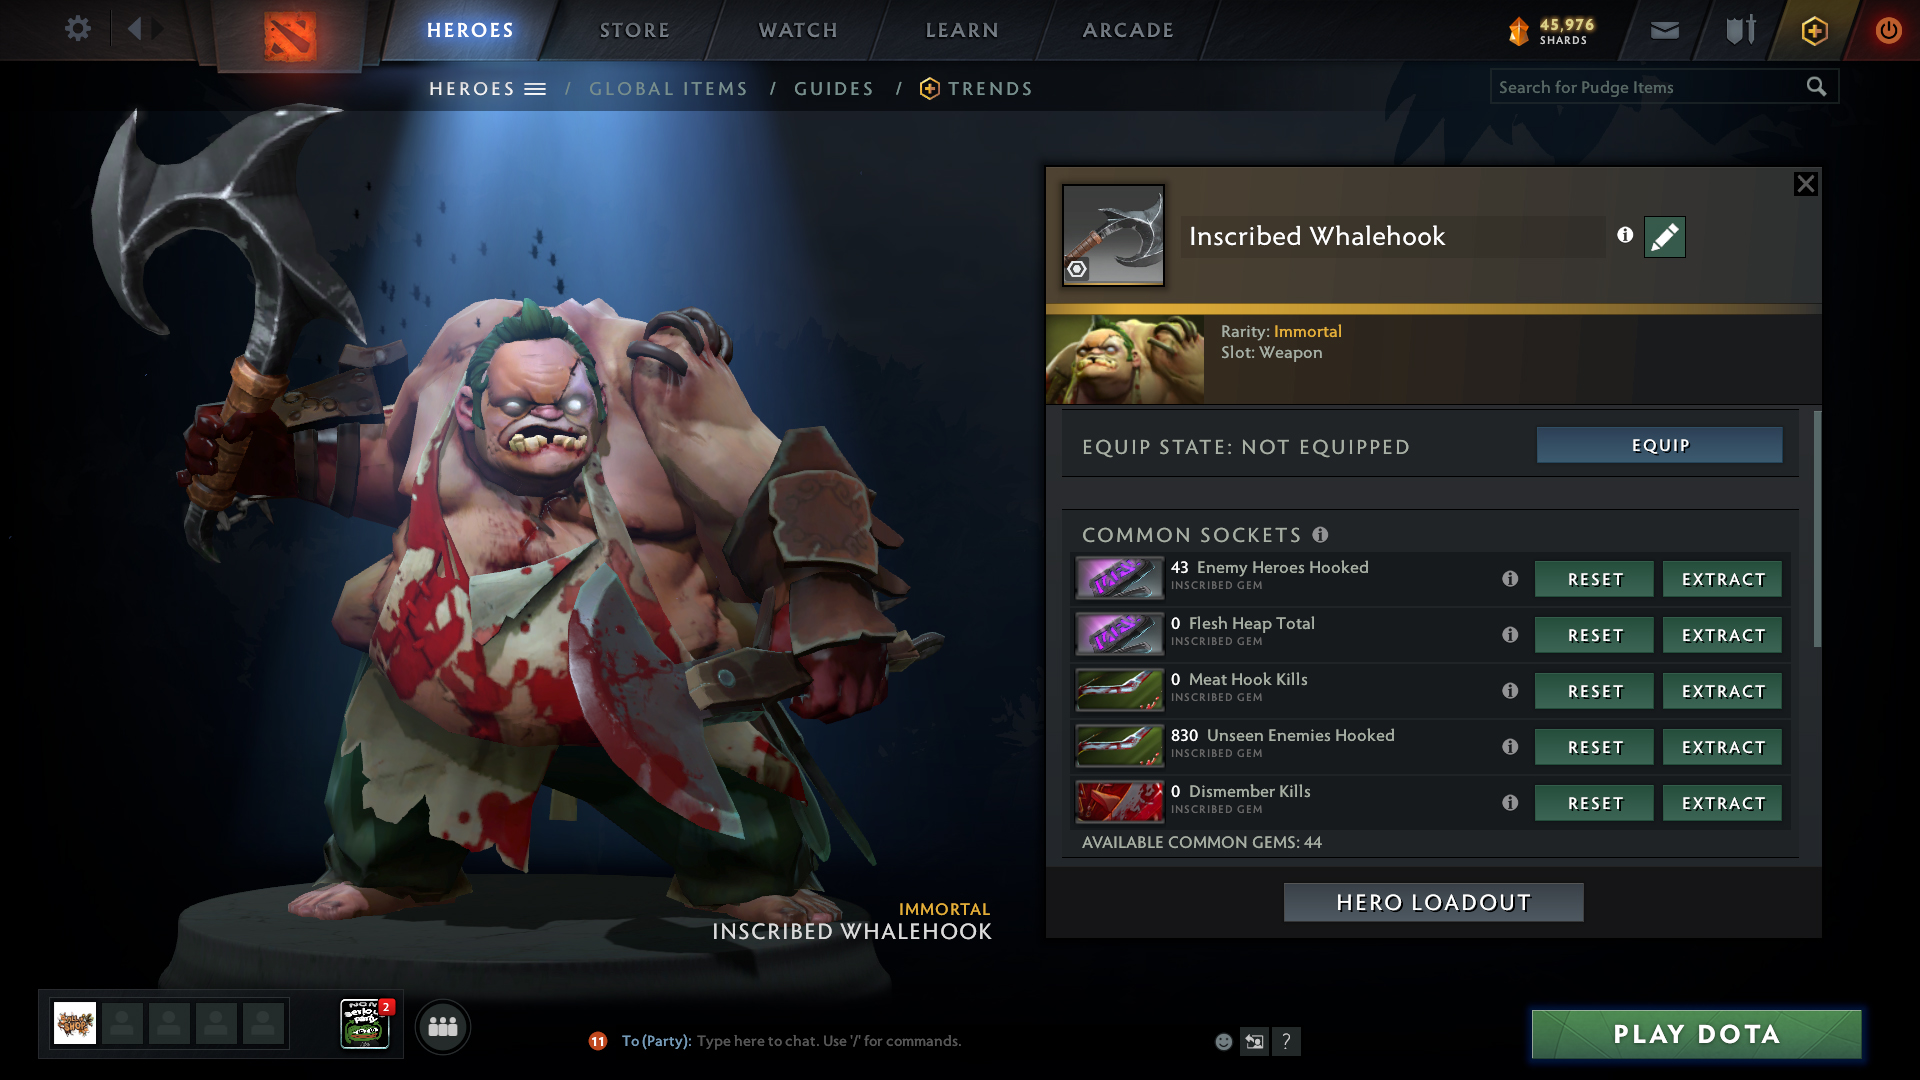 HEROES
STORE
WATCH
LEARN
ARCADE
45,976
SHARDS
HEROES / GLOBAL ITEMS / GUIDES / TRENDS
Search for Pudge Items
Inscribed Whalehook
Rarity: Immortal
Slot: Weapon
EQUIP STATE: NOT EQUIPPED
EQUIP
COMMON SOCKETS
43 Enemy Heroes Hooked
INSCRIBED GEM
RESET
EXTRACT
0 Flesh Heap Total
INSCRIBED GEM
RESET
EXTRACT
0 Meat Hook Kills
INSCRIBED GEM
RESET
EXTRACT
830 Unseen Enemies Hooked
INSCRIBED GEM
RESET
EXTRACT
0 Dismember Kills
INSCRIBED GEM
RESET
EXTRACT
AVAILABLE COMMON GEMS: 44
HERO LOADOUT
IMMORTAL
INSCRIBED WHALEHOOK
2
11
To (Party): Type here to chat. Use '/' for commands.
?
PLAY DOTA